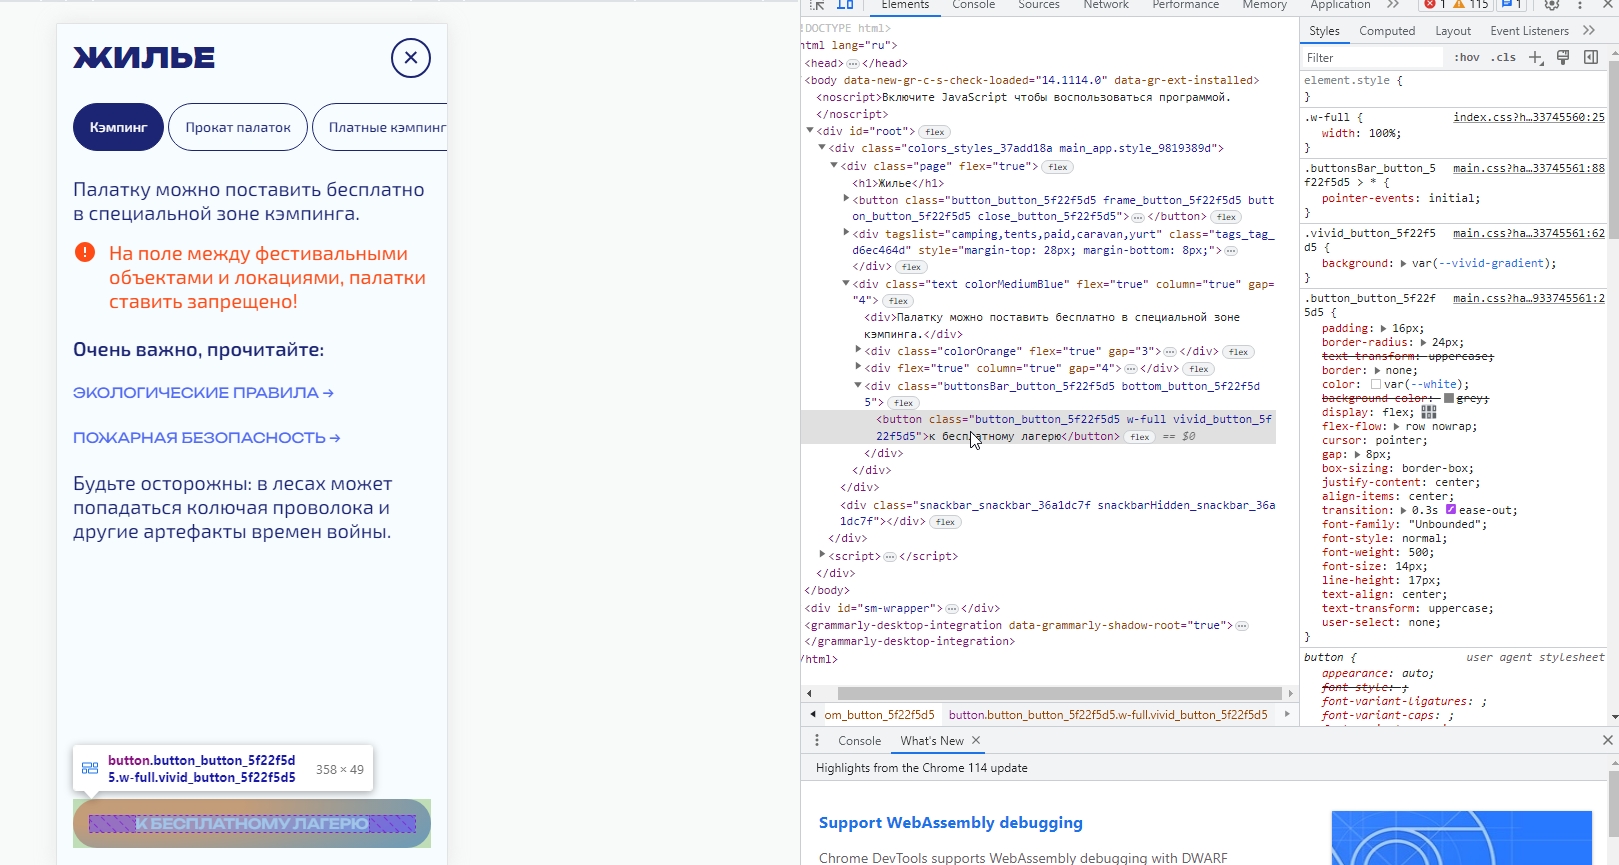 ЖИЛЬЕ
Кэмпинг
Прокат палаток
Платные кемпинг
Палатку можно поставить бесплатно
в специальной зоне кэмпинга.
На поле между фестивальными
объектами и локациями, палатки
ставить запрещено!
Очень важно, прочитайте:
ЭКОЛОГИЧЕСКИЕ ПРАВИЛА →
ПОЖАРНАЯ БЕЗОПАСНОСТЬ →
Будьте осторожны: в лесах может
попадаться колючая проволока и
другие артефакты времен войны.
button.button_button_5f22f5d
5.w-full.vivid_button_5f22f5d5
358 × 49
К БЕСПЛАТНОМУ ЛАГЕРЮ
Elements Console Sources Network Performance Memory Application » 1 115 1
!DOCTYPE html>
html lang="ru">
<head>…</head>
<body data-new-gr-c-s-check-loaded="14.1114.0" data-gr-ext-installed>
<noscript>Включите JavaScript чтобы воспользоваться программой.
</noscript>
<div id="root"> flex
<div class="colors_styles_37add18a main_app.style_9819389d">
<div class="page" flex="true"> flex
<h1>Жилье</h1>
<button class="button_button_5f22f5d5 frame_button_5f22f5d5 butt
on_button_5f22f5d5 close_button_5f22f5d5">…</button> flex
<div tagslist="camping,tents,paid,caravan,yurt" class="tags_tag_
d6ec464d" style="margin-top: 28px; margin-bottom: 8px;">…
</div> flex
<div class="text colorMediumBlue" flex="true" column="true" gap=
"4"> flex
<div>Палатку можно поставить бесплатно в специальной зоне
кэмпинга.</div>
<div class="colorOrange" flex="true" gap="3">…</div> flex
<div flex="true" column="true" gap="4">…</div> flex
<div class="buttonsBar_button_5f22f5d5 bottom_button_5f22f5d
5"> flex
<button class="button_button_5f22f5d5 w-full vivid_button_5f
22f5d5">к бесплатному лагерю</button> flex == $0
</div>
</div>
</div>
<div class="snackbar_snackbar_36a1dc7f snackbarHidden_snackbar_36a
1dc7f"></div> flex
</div>
<script>…</script>
</div>
</body>
<div id="sm-wrapper">…</div>
<grammarly-desktop-integration data-grammarly-shadow-root="true">…
</grammarly-desktop-integration>
/html>
om_button_5f22f5d5 button.button_button_5f22f5d5.w-full.vivid_button_5f22f5d5
Styles Computed Layout Event Listeners »
Filter :hov .cls
element.style {
}
.w-full { index.css?h…33745560:25
width: 100%;
}
.buttonsBar_button_5 main.css?ha…933745561:88
f22f5d5 > * {
pointer-events: initial;
}
.vivid_button_5f22f5 main.css?ha…933745561:62
d5 {
background: var(--vivid-gradient);
}
.button_button_5f22f main.css?ha…933745561:2
5d5 {
padding: 16px;
border-radius: 24px;
text-transform: uppercase;
border: none;
color: var(--white);
background-color: grey;
display: flex;
flex-flow: row nowrap;
cursor: pointer;
gap: 8px;
box-sizing: border-box;
justify-content: center;
align-items: center;
transition: 0.3s ease-out;
font-family: "Unbounded";
font-style: normal;
font-weight: 500;
font-size: 14px;
line-height: 17px;
text-align: center;
text-transform: uppercase;
user-select: none;
}
button { user agent stylesheet
appearance: auto;
font-style: ;
font-variant-ligatures: ;
font-variant-caps: ;
Console What's New
Highlights from the Chrome 114 update
Support WebAssembly debugging
Chrome DevTools supports WebAssembly debugging with DWARF